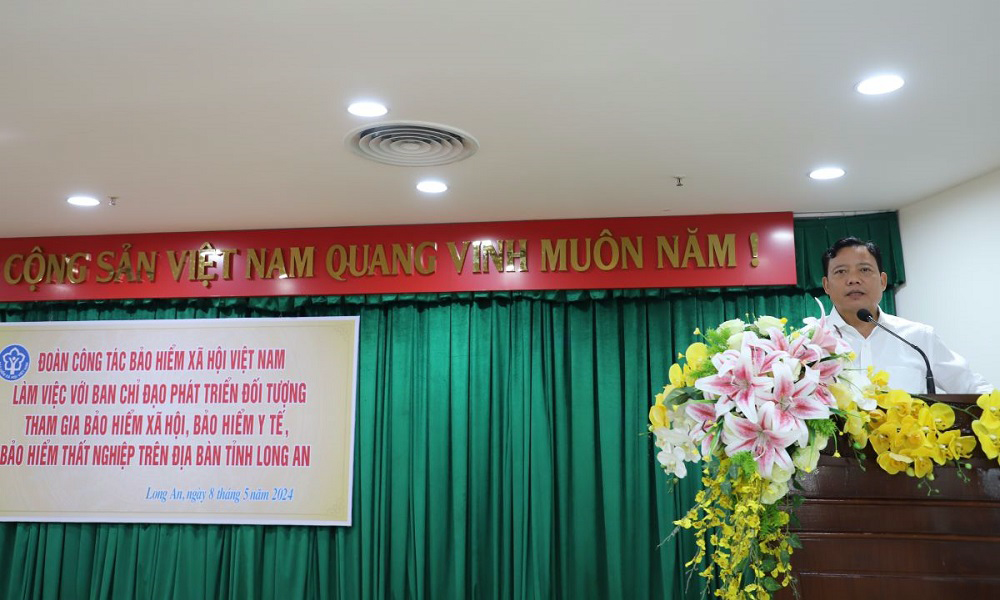 CỘNG SẢN VIỆT NAM QUANG VINH MUÔN NĂM !
ĐOÀN CÔNG TÁC BẢO HIỂM XÃ HỘI VIỆT NAM
LÀM VIỆC VỚI BAN CHỈ ĐẠO PHÁT TRIỂN ĐỐI TƯỢNG
THAM GIA BẢO HIỂM XÃ HỘI, BẢO HIỂM Y TẾ,
BẢO HIỂM THẤT NGHIỆP TRÊN ĐỊA BÀN TỈNH LONG AN
Long An, ngày 8 tháng 5 năm 2024